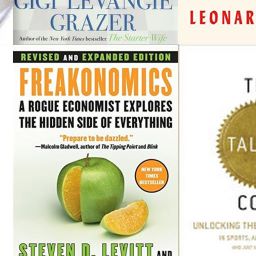 GIGI LEVANGIE
GRAZER
Author of the New York Times bestseller The Starter Wife
LEONAR
REVISED AND EXPANDED EDITION
FREAKONOMICS
A ROGUE ECONOMIST EXPLORES
THE HIDDEN SIDE OF EVERYTHING
"Prepare to be dazzled."
—Malcolm Gladwell, author of The Tipping Point and Blink
NEW YORK
TIMES
BESTSELLER
STEVEN D. LEVITT AND
T
TAL
CO
UNLOCKING THE
IN SPORTS, A